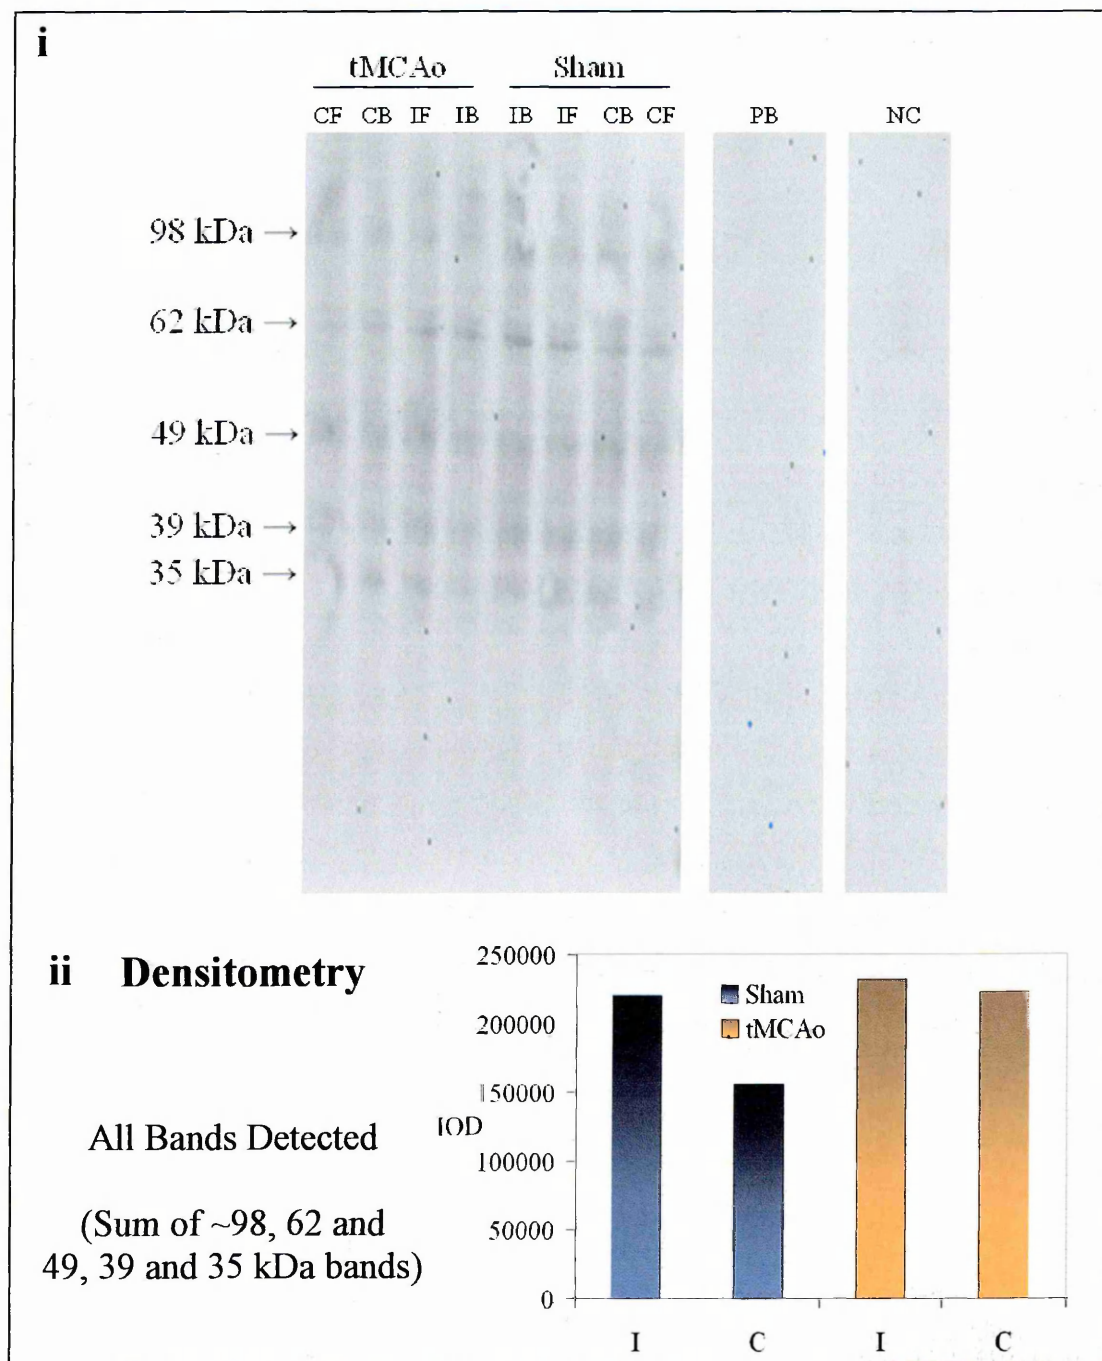 i
tMCAo Sham
CF CB IF IB IB IF CB CF PB NC
98 kDa →
62 kDa →
49 kDa →
39 kDa →
35 kDa →
ii Densitometry
All Bands Detected
(Sum of ~98, 62 and
49, 39 and 35 kDa bands)
IOD
250000
200000
150000
100000
50000
0
Sham
tMCAo
I C I C